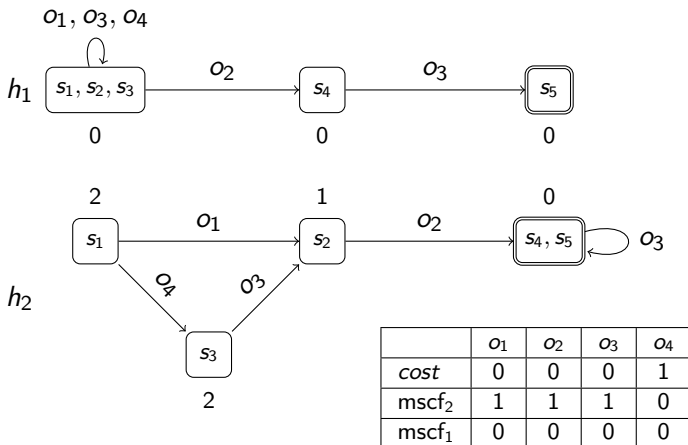 o₁, o₃, o₄
h₁ s₁, s₂, s₃ o₂ s₄ o₃ s₅
0 0 0
2 1 0
s₁ o₁ s₂ o₂ s₄, s₅ o₃
o₄ o₃
h₂
s₃
2
o₁ o₂ o₃ o₄
cost 0 0 0 1
mscf₂ 1 1 1 0
mscf₁ 0 0 0 0